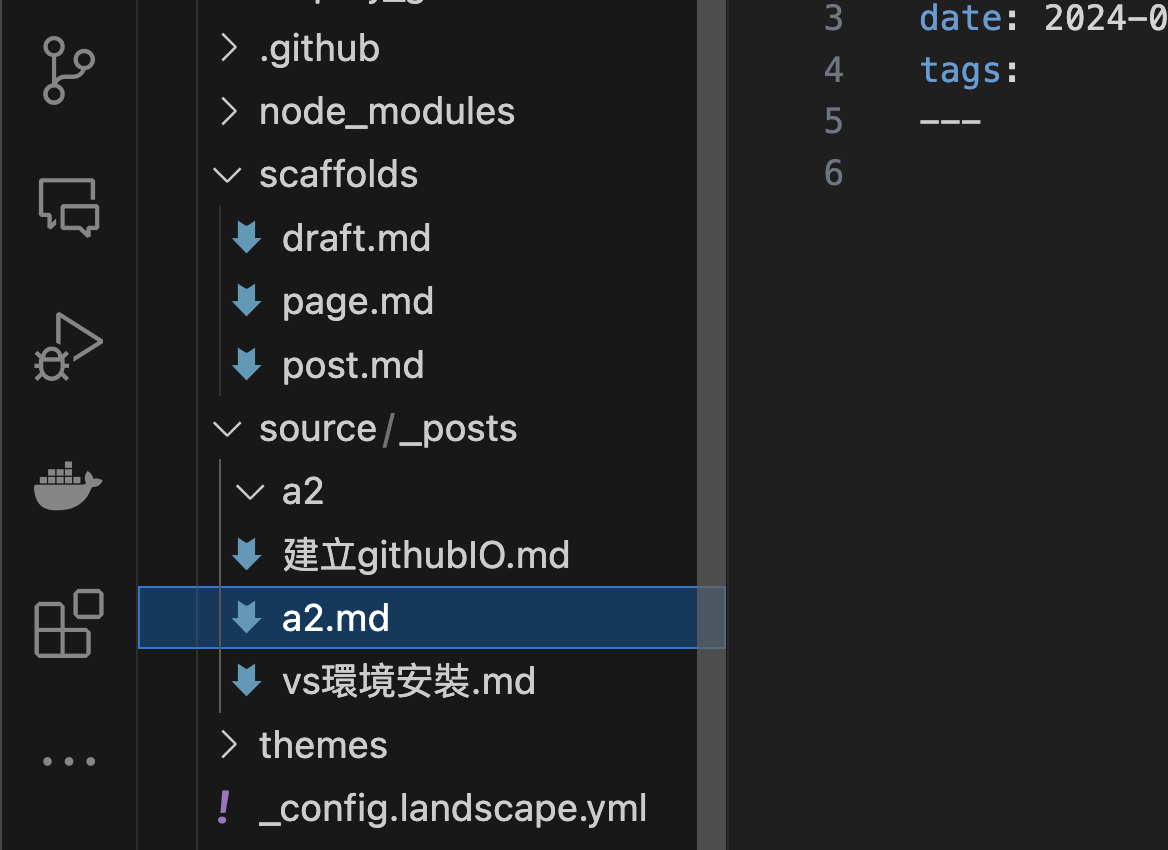 .github
node_modules
scaffolds
draft.md
page.md
post.md
source/_posts
a2
建立githubIO.md
a2.md
vs環境安裝.md
themes
! _config.landscape.yml
3 date: 2024-0
4 tags:
5 ---
6